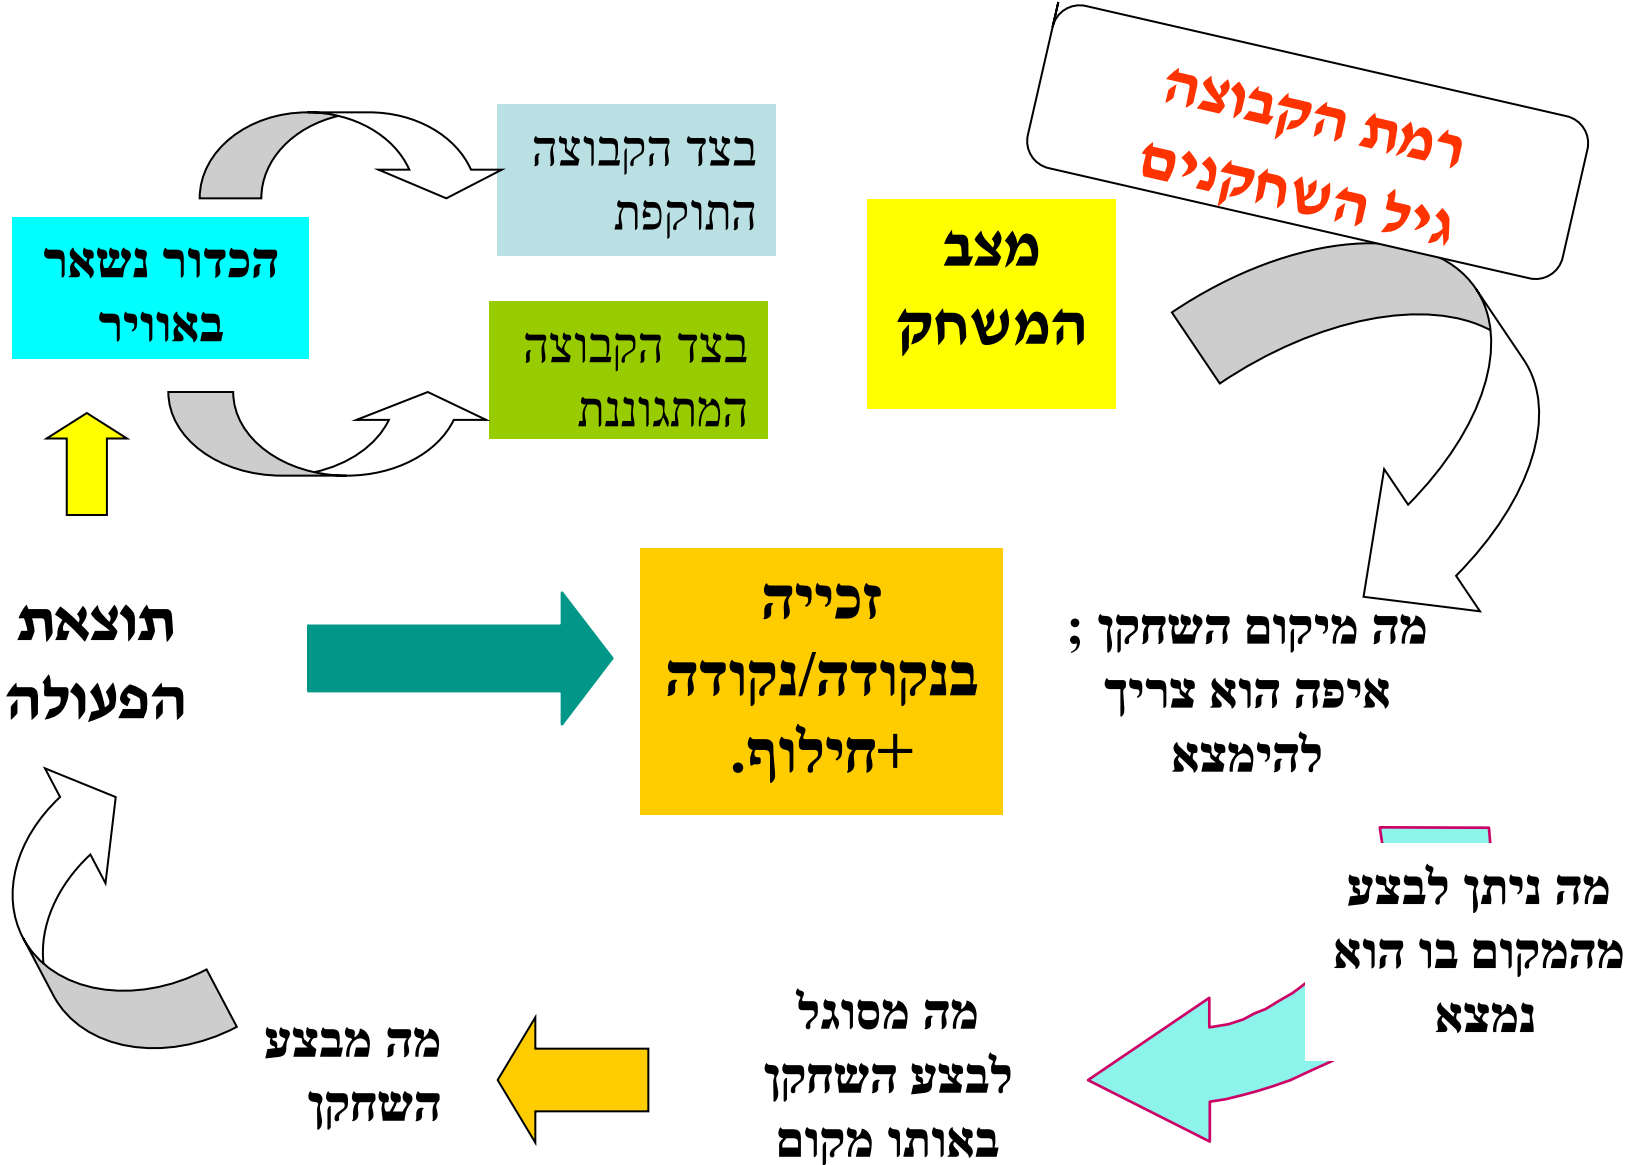 רמת הקבוצה
גיל השחקנים
מצב
המשחק
מה מיקום השחקן ;
איפה הוא צריך
להימצא
מה ניתן לבצע
מהמקום בו הוא
נמצא
מה מסוגל
לבצע השחקן
באותו מקום
מה מבצע
השחקן
תוצאת
הפעולה
זכייה
בנקודה/נקודה
+חילוף.
הכדור נשאר
באוויר
בצד הקבוצה
התוקפת
בצד הקבוצה
המתגוננת